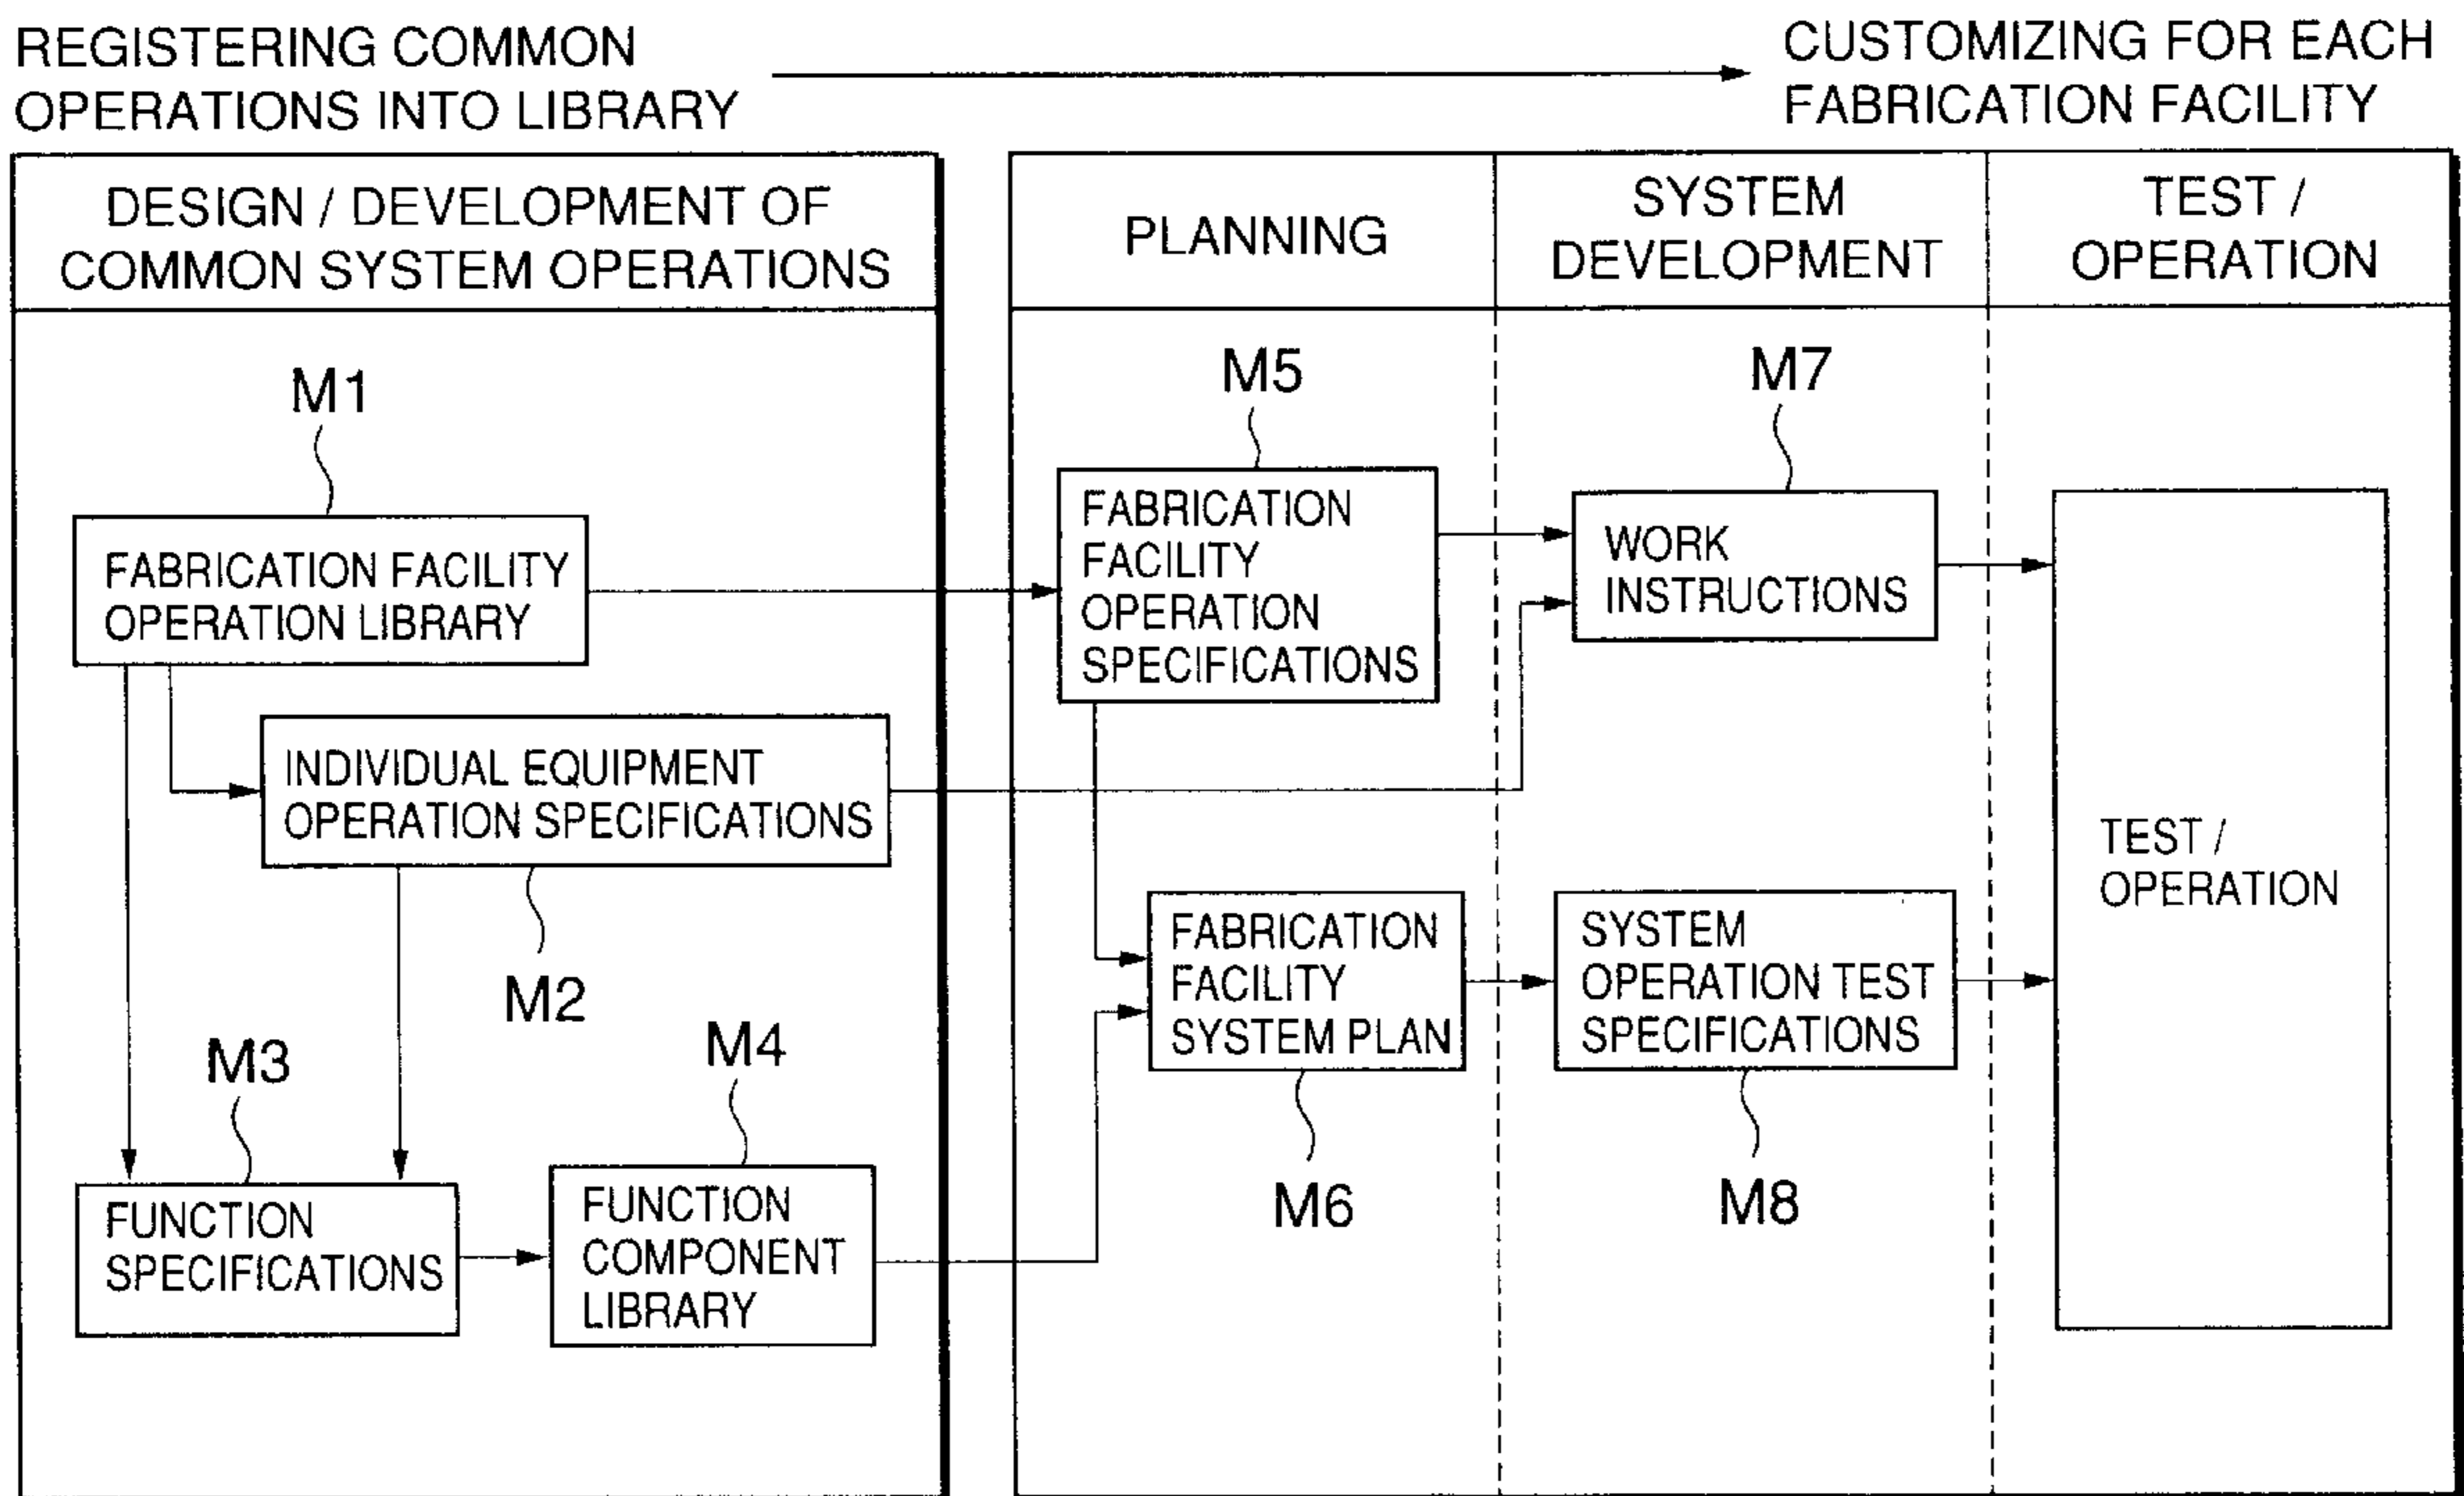 REGISTERING COMMON
OPERATIONS INTO LIBRARY
CUSTOMIZING FOR EACH
FABRICATION FACILITY
DESIGN / DEVELOPMENT OF
COMMON SYSTEM OPERATIONS
PLANNING
SYSTEM
DEVELOPMENT
TEST /
OPERATION
M1
FABRICATION FACILITY
OPERATION LIBRARY
INDIVIDUAL EQUIPMENT
OPERATION SPECIFICATIONS
M2
M3
FUNCTION
SPECIFICATIONS
M4
FUNCTION
COMPONENT
LIBRARY
M5
FABRICATION
FACILITY
OPERATION
SPECIFICATIONS
FABRICATION
FACILITY
SYSTEM PLAN
M6
M7
WORK
INSTRUCTIONS
SYSTEM
OPERATION TEST
SPECIFICATIONS
M8
TEST /
OPERATION